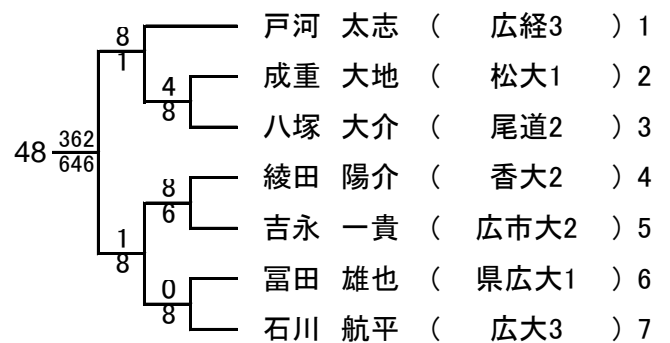 8 戸河 太志 ( 広経3 ) 1
1
成重 大地 ( 松大1 ) 2
4
8
八塚 大介 ( 尾道2 ) 3
48 362
646
綾田 陽介 ( 香大2 ) 4
8
6
吉永 一貴 ( 広市大2 ) 5
1
8
冨田 雄也 ( 県広大1 ) 6
0
8
石川 航平 ( 広大3 ) 7